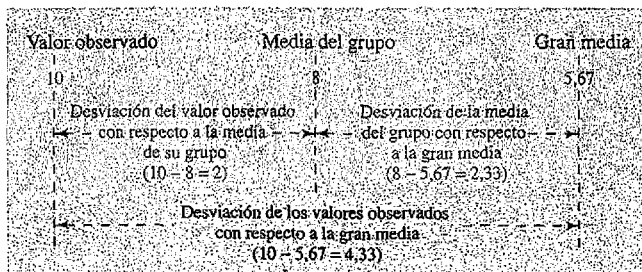 Valor observado Media del grupo Gran media
10 8 5,67
Desviación del valor observado Desviación de la media
con respecto a la media del grupo con respecto
de su grupo a la gran media
(10 – 8 = 2) (8 – 5,67 = 2,33)
Desviación de los valores observados
con respecto a la gran media
(10 – 5,67 = 4,33)